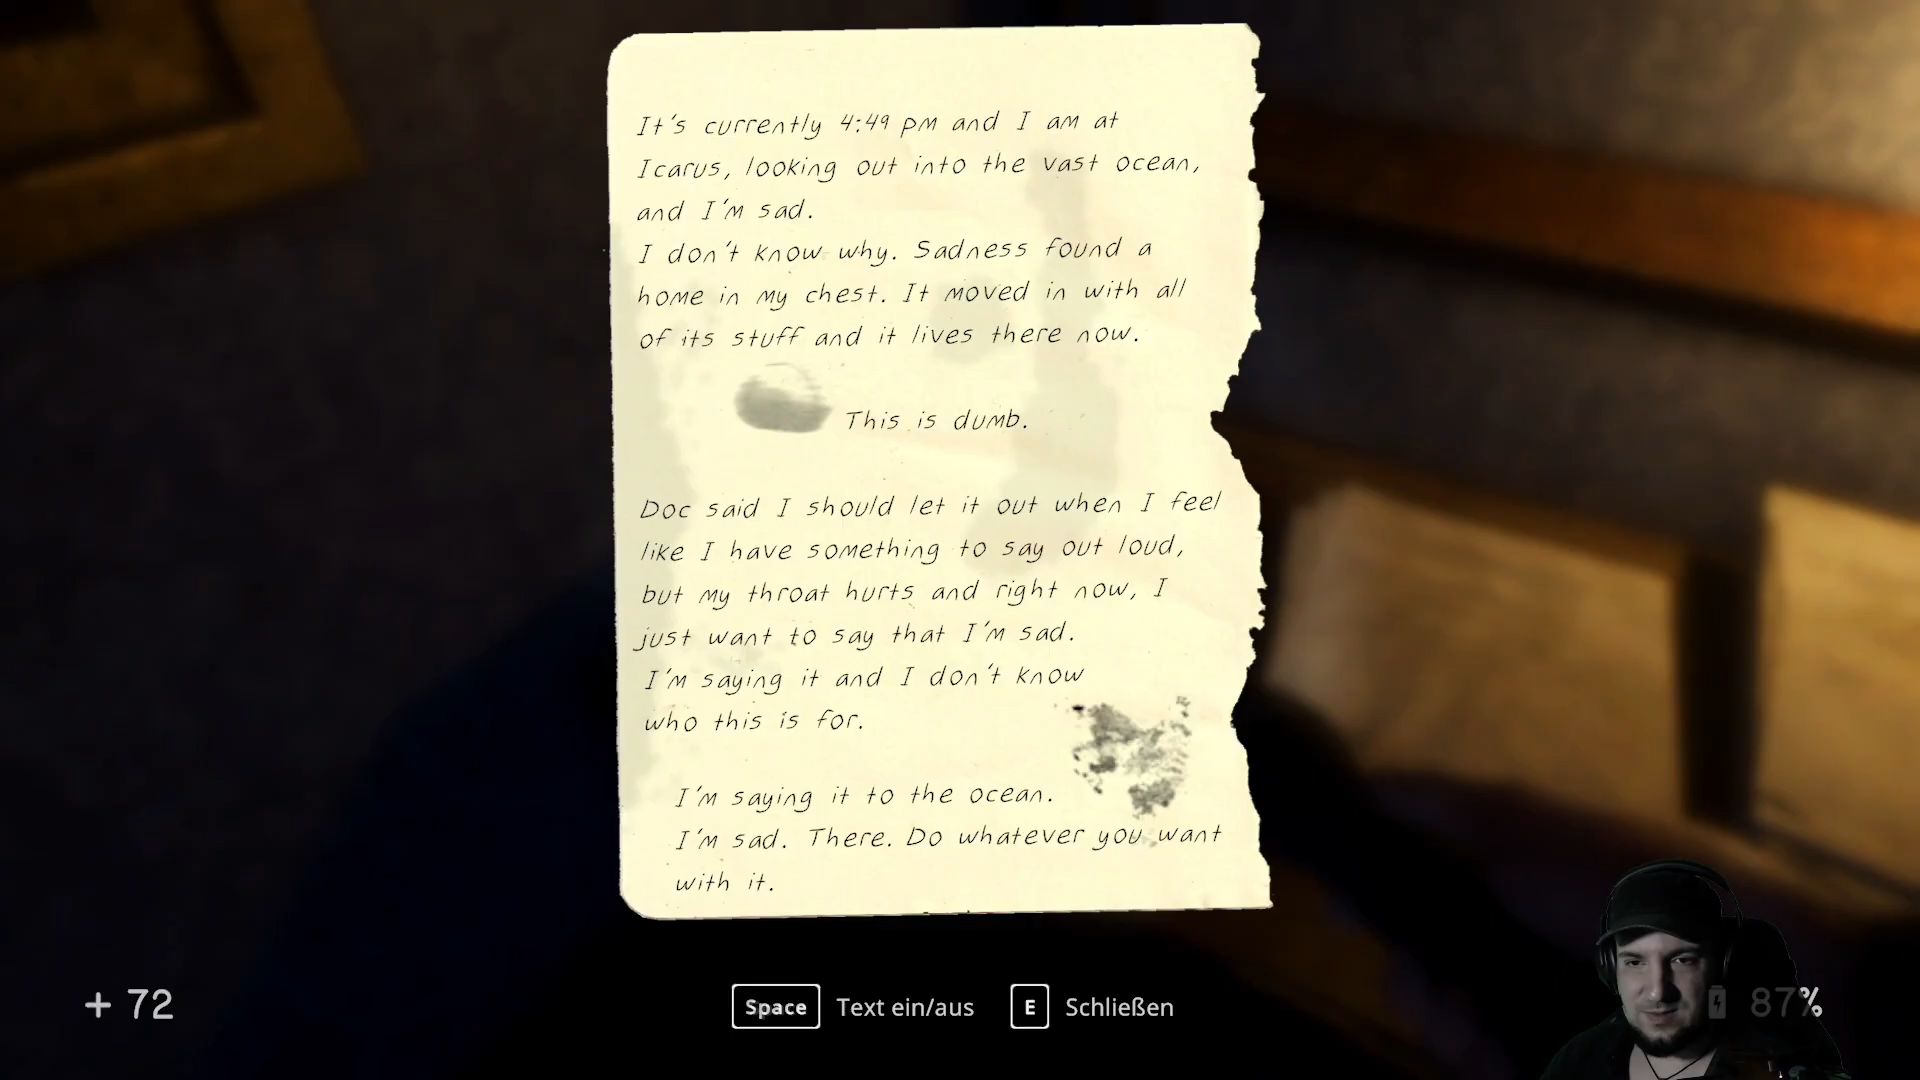 It's currently 4:49 pm and I am at
Icarus, looking out into the vast ocean,
and I'm sad.
I don't know why. Sadness found a
home in my chest. It moved in with all
of its stuff and it lives there now.
This is dumb.
Doc said I should let it out when I feel
like I have something to say out loud,
but my throat hurts and right now, I
just want to say that I'm sad.
I'm saying it and I don't know
who this is for.
I'm saying it to the ocean.
I'm sad. There. Do whatever you want
with it.
+ 72
Space Text ein/aus E Schließen
87%